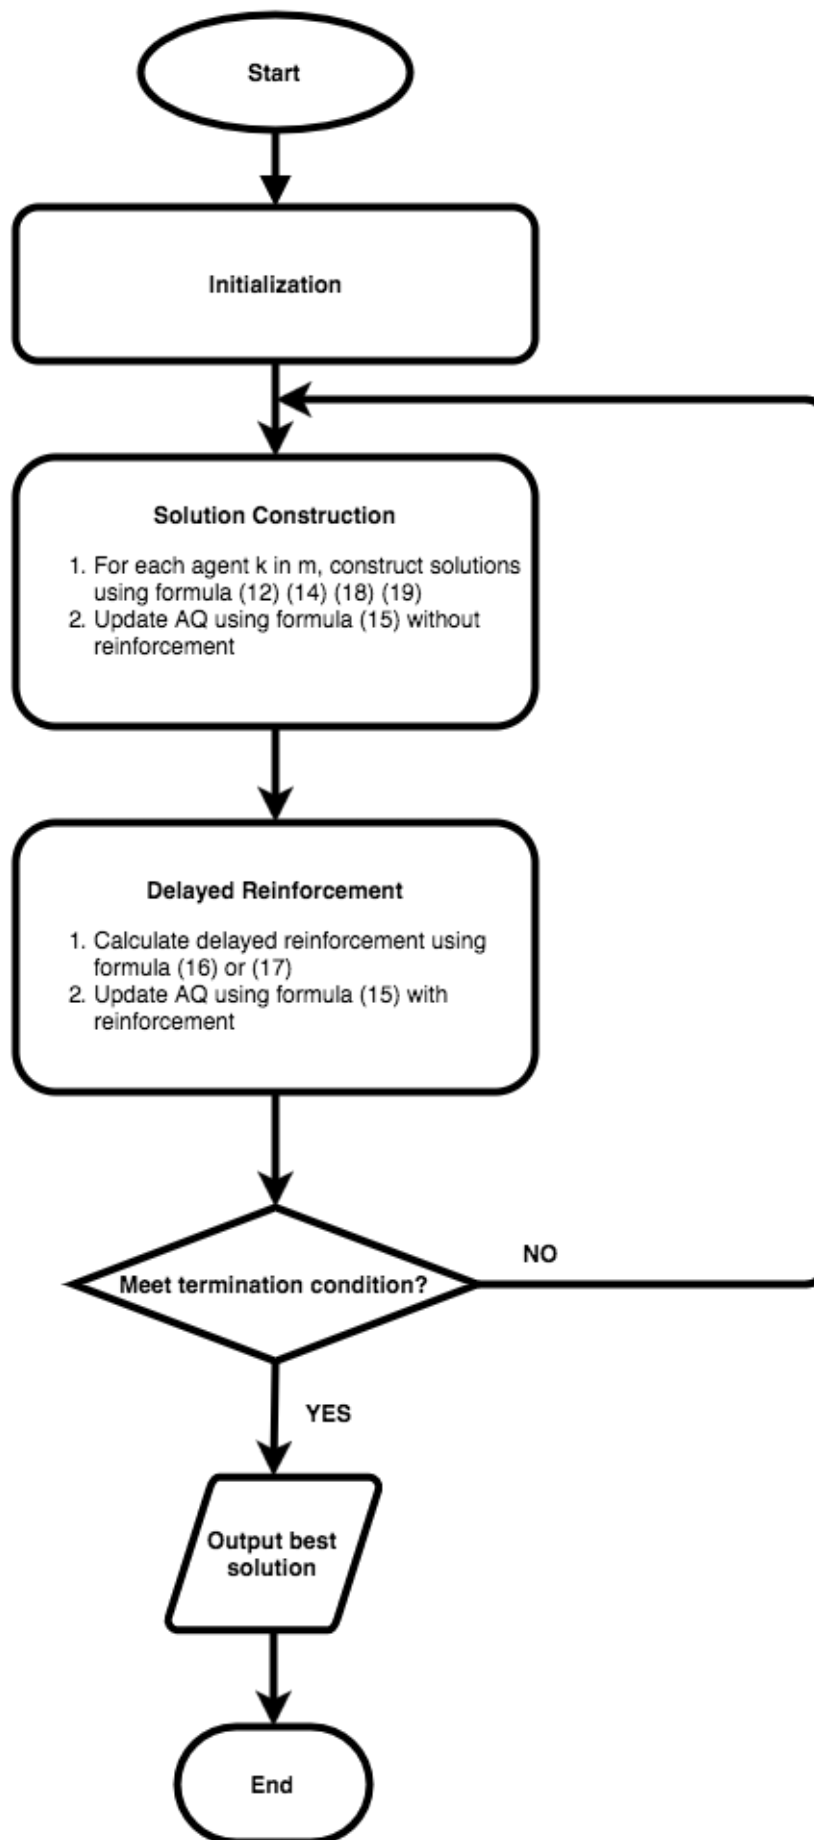 Start
Initialization
Solution Construction
1. For each agent k in m, construct solutions
using formula (12) (14) (18) (19)
2. Update AQ using formula (15) without
reinforcement
Delayed Reinforcement
1. Calculate delayed reinforcement using
formula (16) or (17)
2. Update AQ using formula (15) with
reinforcement
Meet termination condition?
NO
YES
Output best
solution
End